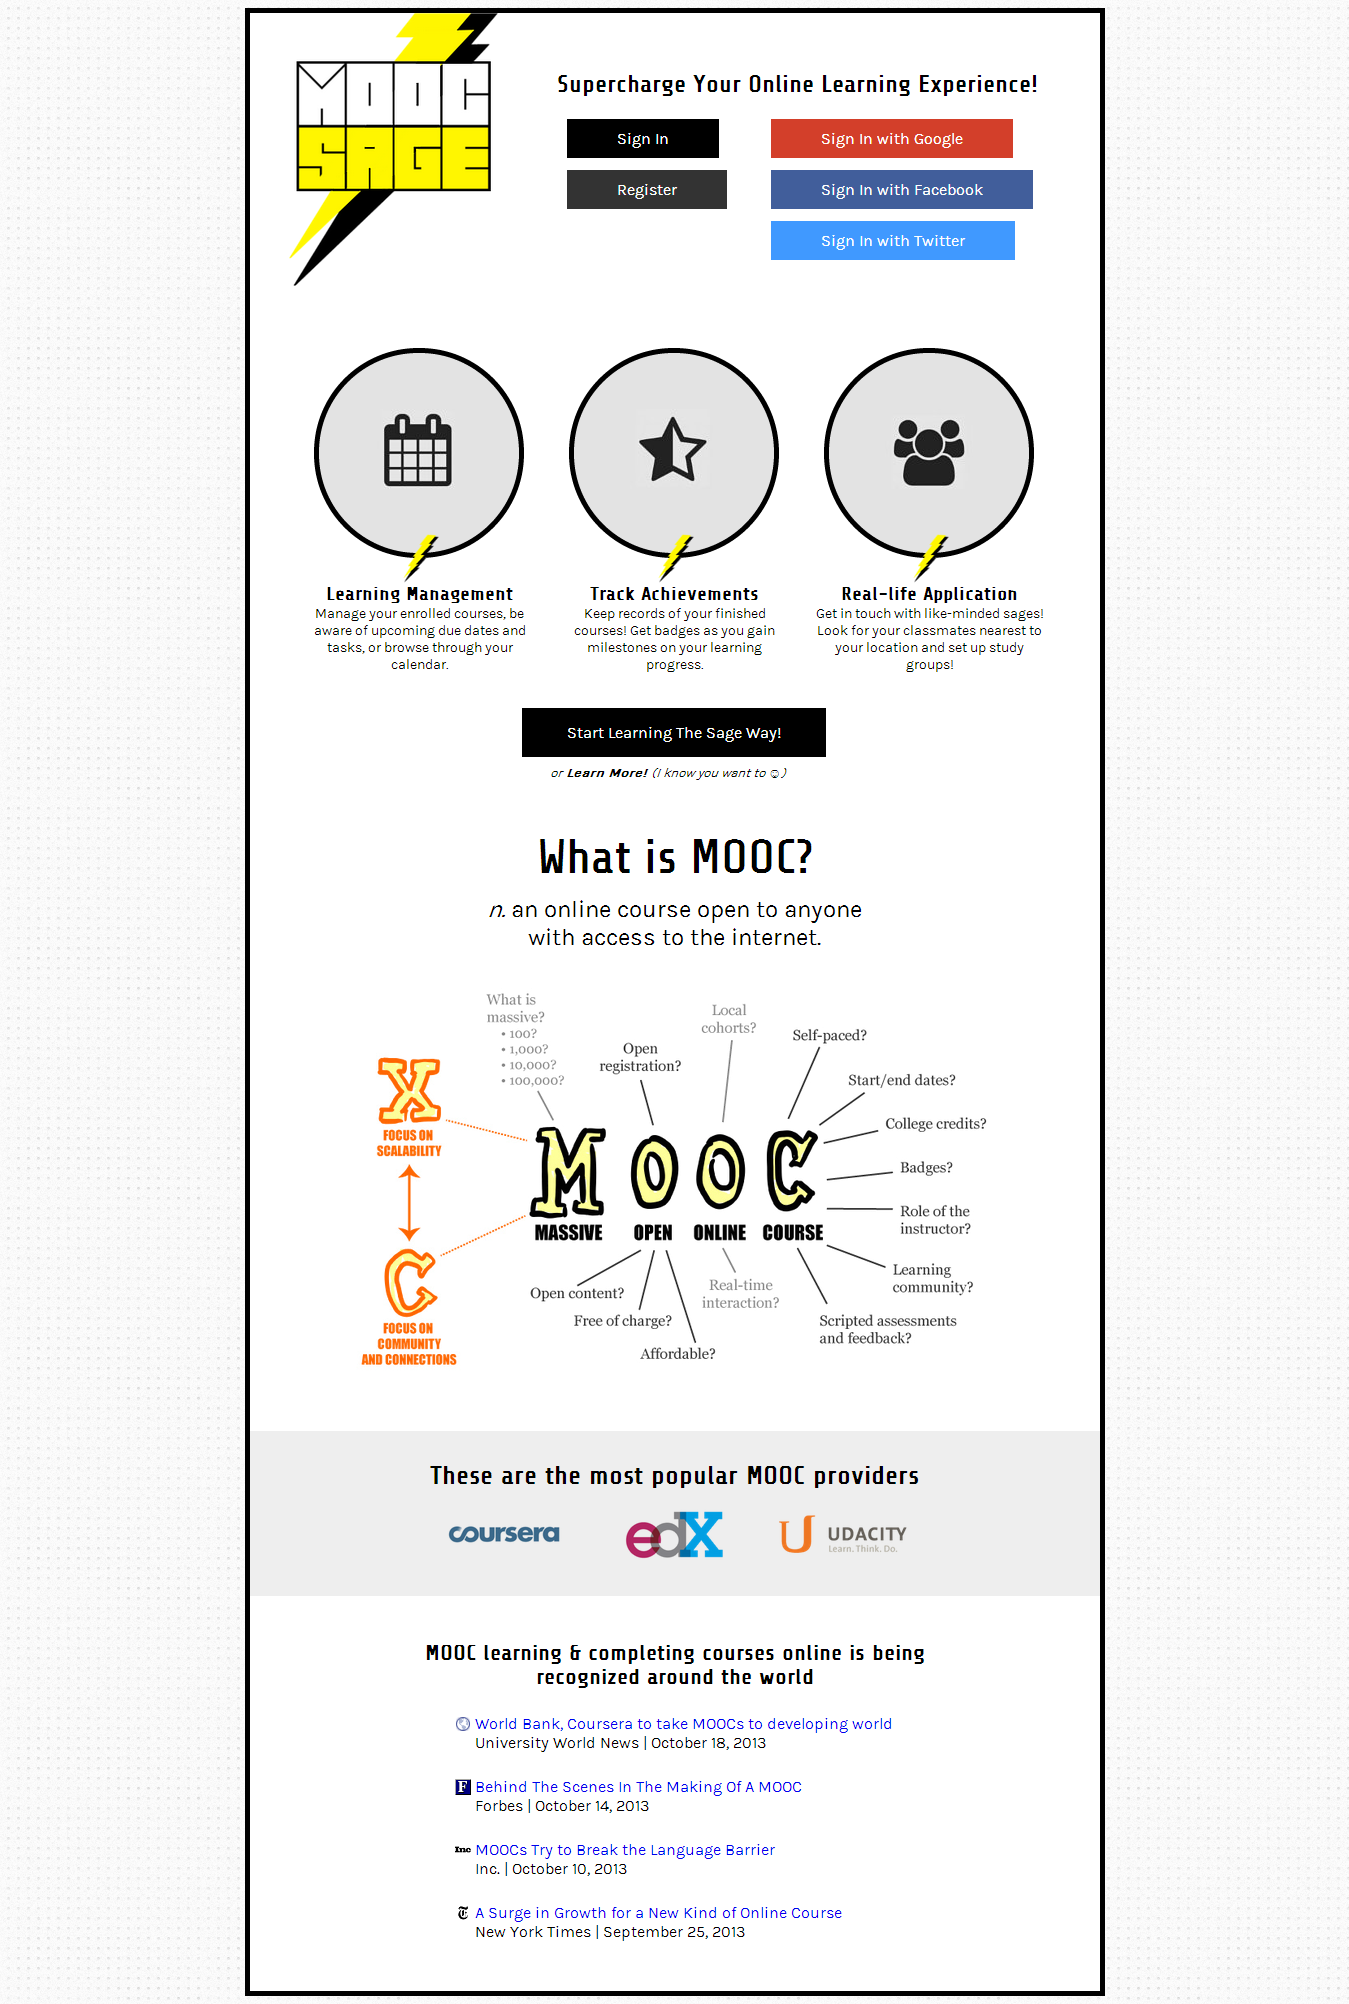 MOOC
SAGE
Supercharge Your Online Learning Experience!
Sign In
Sign In with Google
Register
Sign In with Facebook
Sign In with Twitter
Learning Management
Manage your enrolled courses, be
aware of upcoming due dates and
tasks, or browse through your
calendar.
Track Achievements
Keep records of your finished
courses! Get badges as you gain
milestones on your learning
progress.
Real-life Application
Get in touch with like-minded sages!
Look for your classmates nearest to
your location and set up study
groups!
Start Learning The Sage Way!
or Learn More! (I know you want to ☺)
What is MOOC?
n. an online course open to anyone
with access to the internet.
What is
massive?
• 100?
• 1,000?
• 10,000?
• 100,000?
Open
registration?
Local
cohorts?
Self-paced?
Start/end dates?
College credits?
Badges?
Role of the
instructor?
Learning
community?
Scripted assessments
and feedback?
X
FOCUS ON
SCALABILITY
C
FOCUS ON
COMMUNITY
AND CONNECTIONS
MOOC
MASSIVE OPEN ONLINE COURSE
Open content?
Free of charge?
Affordable?
Real-time
interaction?
These are the most popular MOOC providers
coursera
edX
U UDACITY
Learn. Think. Do.
MOOC learning & completing courses online is being
recognized around the world
World Bank, Coursera to take MOOCs to developing world
University World News | October 18, 2013
F Behind The Scenes In The Making Of A MOOC
Forbes | October 14, 2013
Inc MOOCs Try to Break the Language Barrier
Inc. | October 10, 2013
T A Surge in Growth for a New Kind of Online Course
New York Times | September 25, 2013